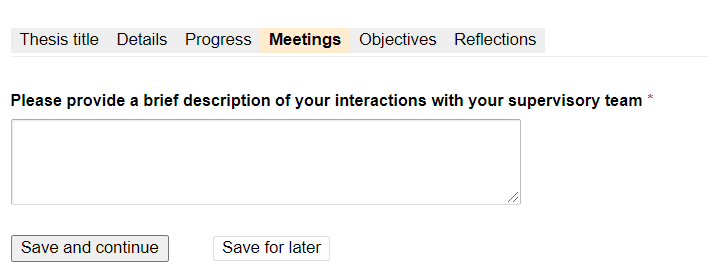 Thesis title Details Progress Meetings Objectives Reflections
Please provide a brief description of your interactions with your supervisory team *
Save and continue Save for later